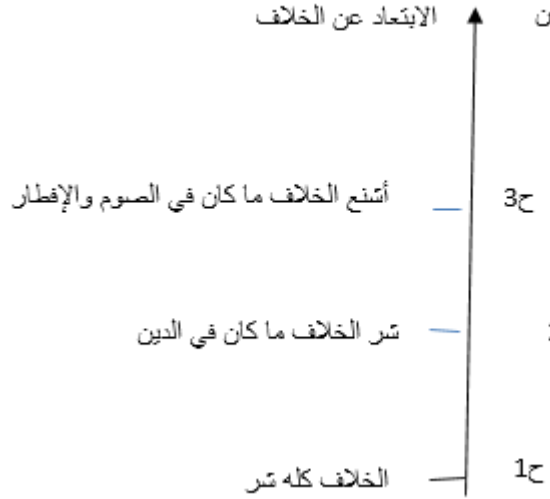 الابتعاد عن الخلاف
ح3 أشنع الخلاف ما كان في الصوم والإفطار
شر الخلاف ما كان في الدين
ح1 الخلاف كله شر